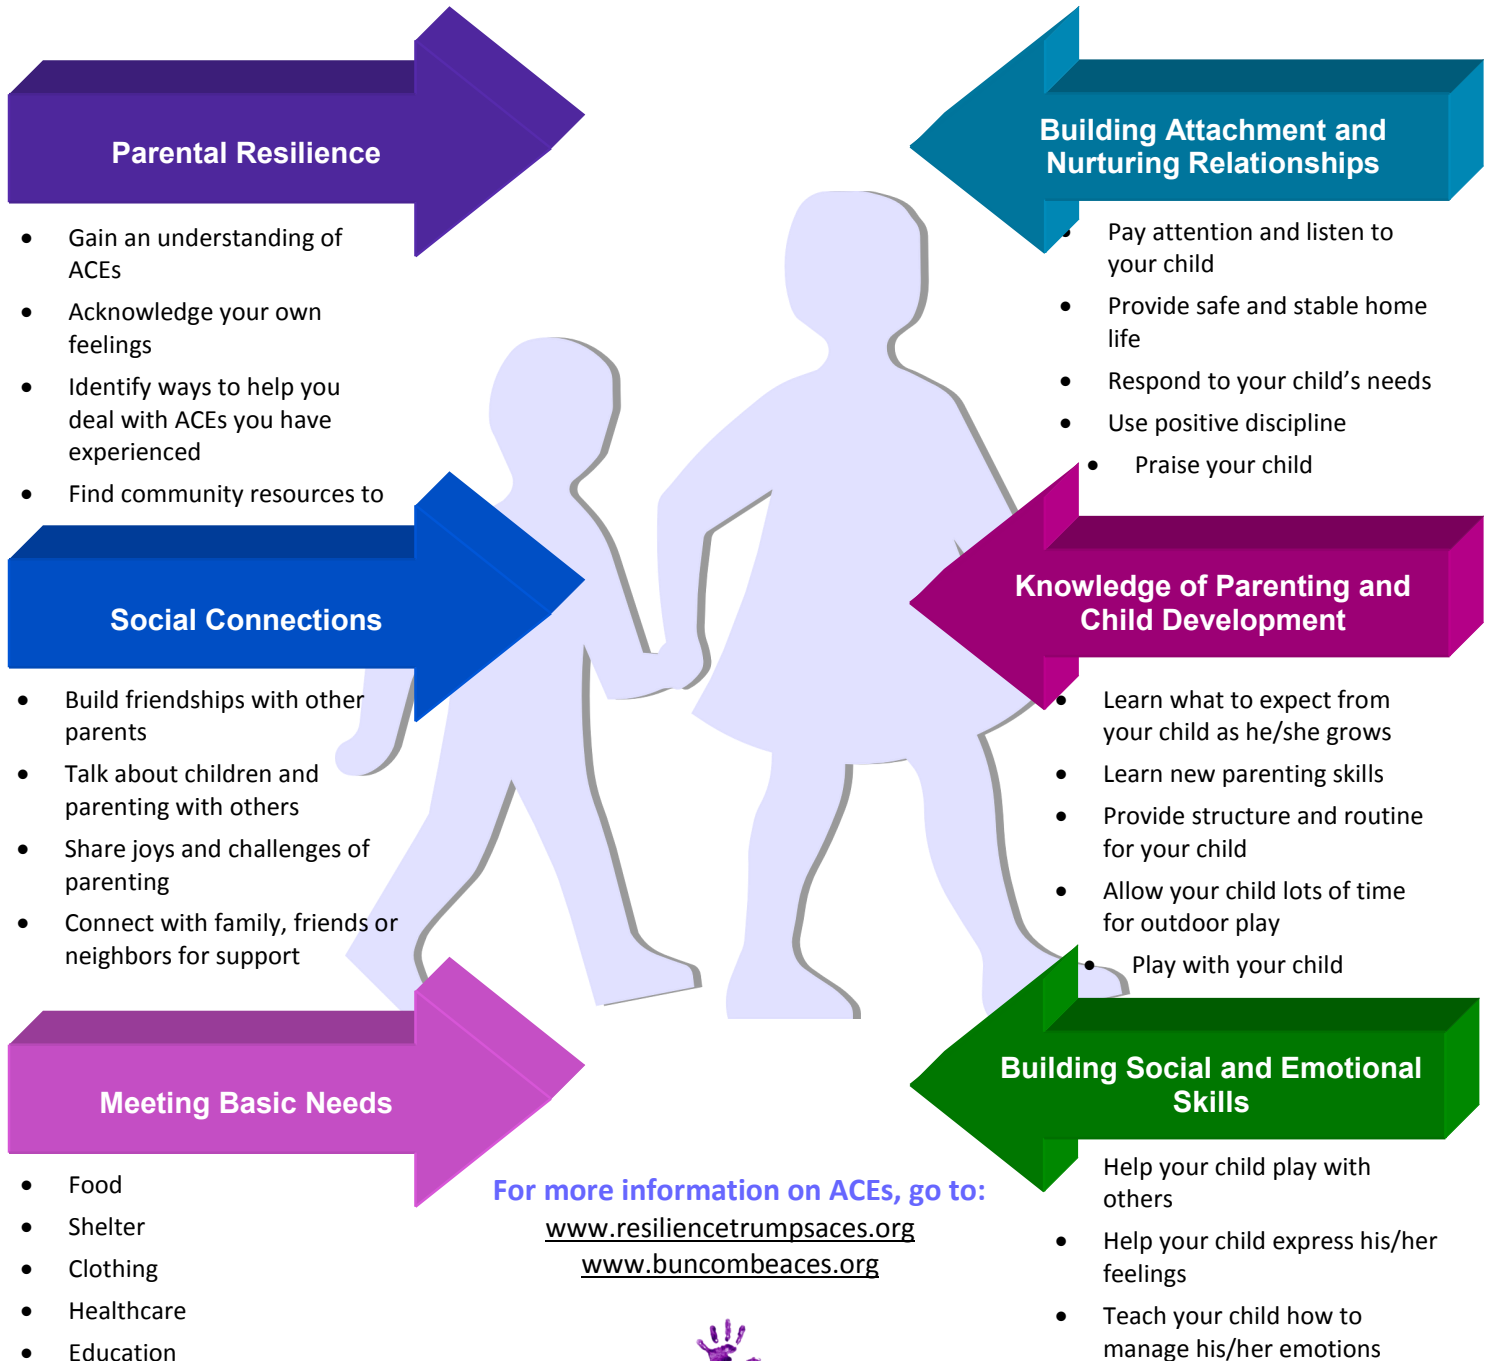 Parental Resilience
• Gain an understanding of
ACEs
• Acknowledge your own
feelings
• Identify ways to help you
deal with ACEs you have
experienced
• Find community resources to
Social Connections
• Build friendships with other
parents
• Talk about children and
parenting with others
• Share joys and challenges of
parenting
• Connect with family, friends or
neighbors for support
Meeting Basic Needs
• Food
• Shelter
• Clothing
• Healthcare
• Education
For more information on ACEs, go to:
www.resiliencetrumpsaces.org
www.buncombeaces.org
Building Attachment and
Nurturing Relationships
• Pay attention and listen to
your child
• Provide safe and stable home
life
• Respond to your child’s needs
• Use positive discipline
• Praise your child
Knowledge of Parenting and
Child Development
• Learn what to expect from
your child as he/she grows
• Learn new parenting skills
• Provide structure and routine
for your child
• Allow your child lots of time
for outdoor play
• Play with your child
Building Social and Emotional
Skills
Help your child play with
others
• Help your child express his/her
feelings
• Teach your child how to
manage his/her emotions